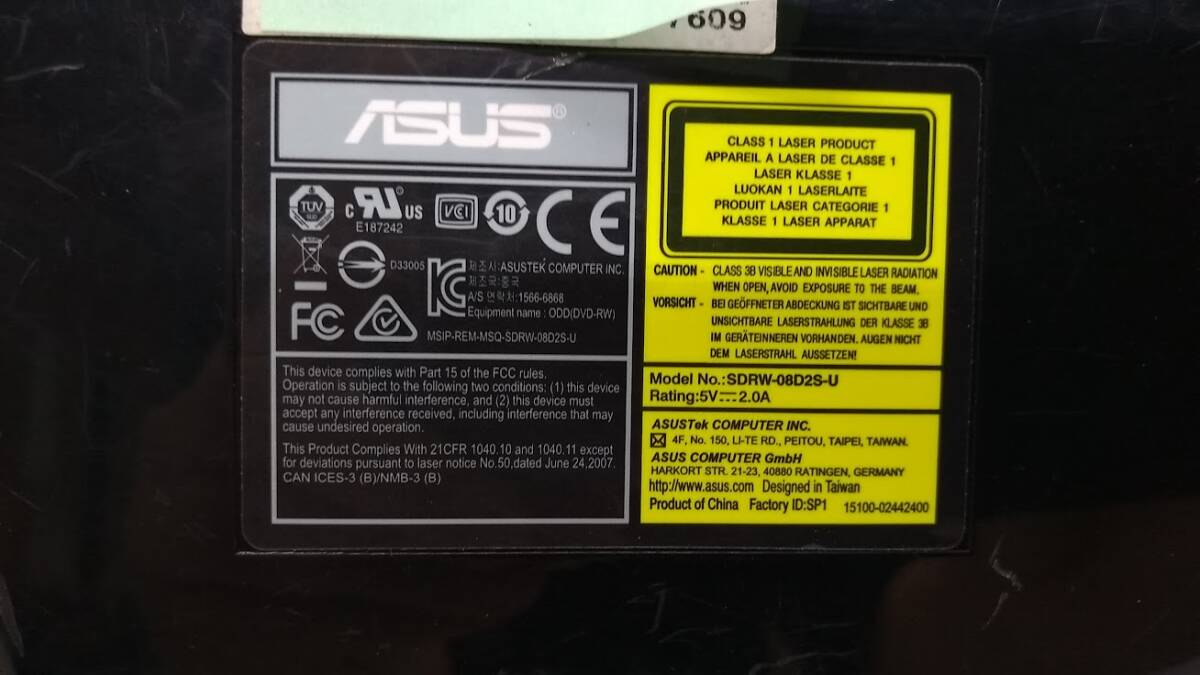 7609
ASUS®
TUV
C RU® US
E187242
VCI
10
CE
D33005
KC
제조사:ASUSTEK COMPUTER INC.
제조국:중국
A/S 연락처:1566-6868
Equipment name : ODD(DVD-RW)
FC
MSIP-REM-MSQ-SDRW-08D2S-U
This device complies with Part 15 of the FCC rules.
Operation is subject to the following two conditions: (1) this device
may not cause harmful interference, and (2) this device must
accept any interference received, including interference that may
cause undesired operation.
This Product Complies With 21CFR 1040.10 and 1040.11 except
for deviations pursuant to laser notice No.50,dated June 24,2007.
CAN ICES-3 (B)/NMB-3 (B)
CLASS 1 LASER PRODUCT
APPAREIL A LASER DE CLASSE 1
LASER KLASSE 1
LUOKAN 1 LASERLAITE
PRODUIT LASER CATEGORIE 1
KLASSE 1 LASER APPARAT
CAUTION - CLASS 3B VISIBLE AND INVISIBLE LASER RADIATION
WHEN OPEN, AVOID EXPOSURE TO THE BEAM.
VORSICHT - BEI GEÖFFNETER ABDECKUNG IST SICHTBARE UND
UNSICHTBARE LASERSTRAHLUNG DER KLASSE 3B
IM GERÄTEINNEREN VORHANDEN. AUGEN NICHT
DEM LASERSTRAHL AUSSETZEN!
Model No.:SDRW-08D2S-U
Rating:5V⎓2.0A
ASUSTek COMPUTER INC.
4F, No. 150, LI-TE RD., PEITOU, TAIPEI, TAIWAN.
ASUS COMPUTER GmbH
HARKORT STR. 21-23, 40880 RATINGEN, GERMANY
http://www.asus.com Designed in Taiwan
Product of China Factory ID:SP1 15100-02442400